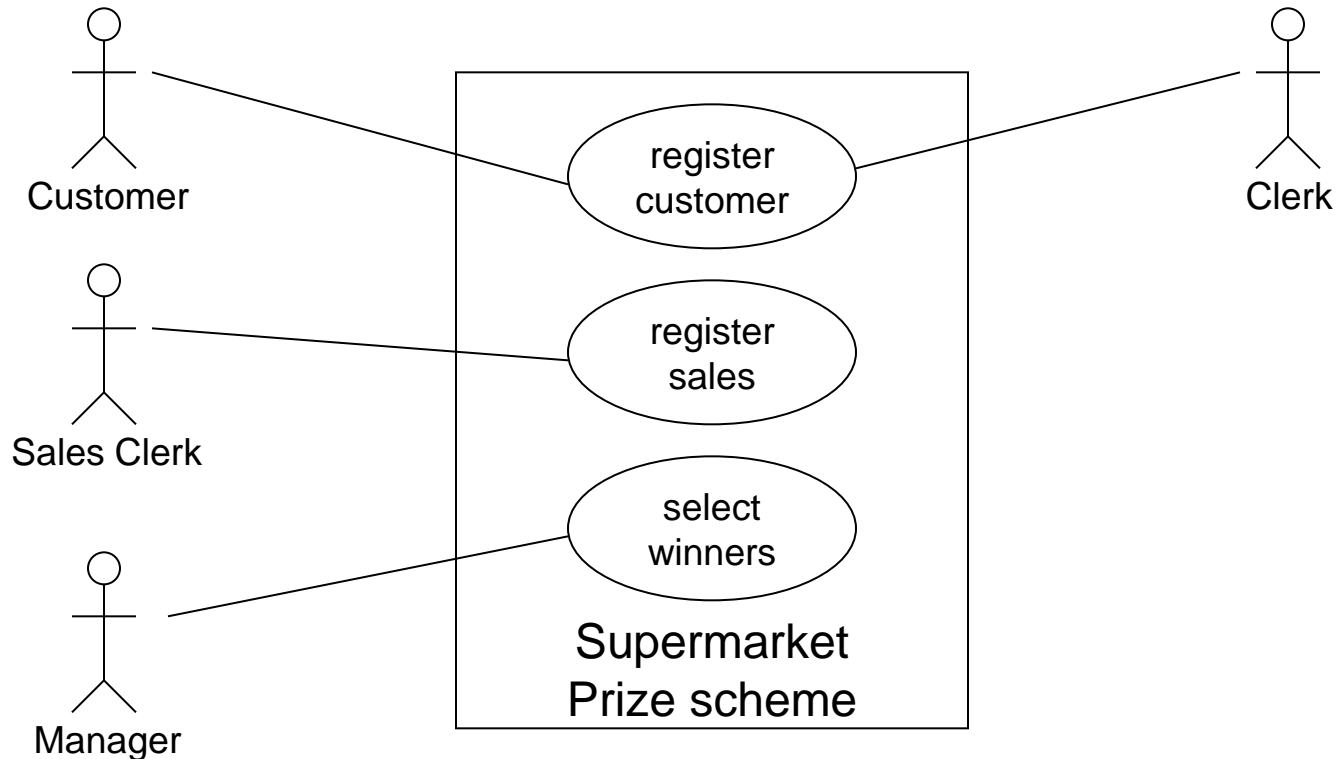 Customer
register
customer
Clerk
register
sales
Sales Clerk
select
winners
Supermarket
Prize scheme
Manager